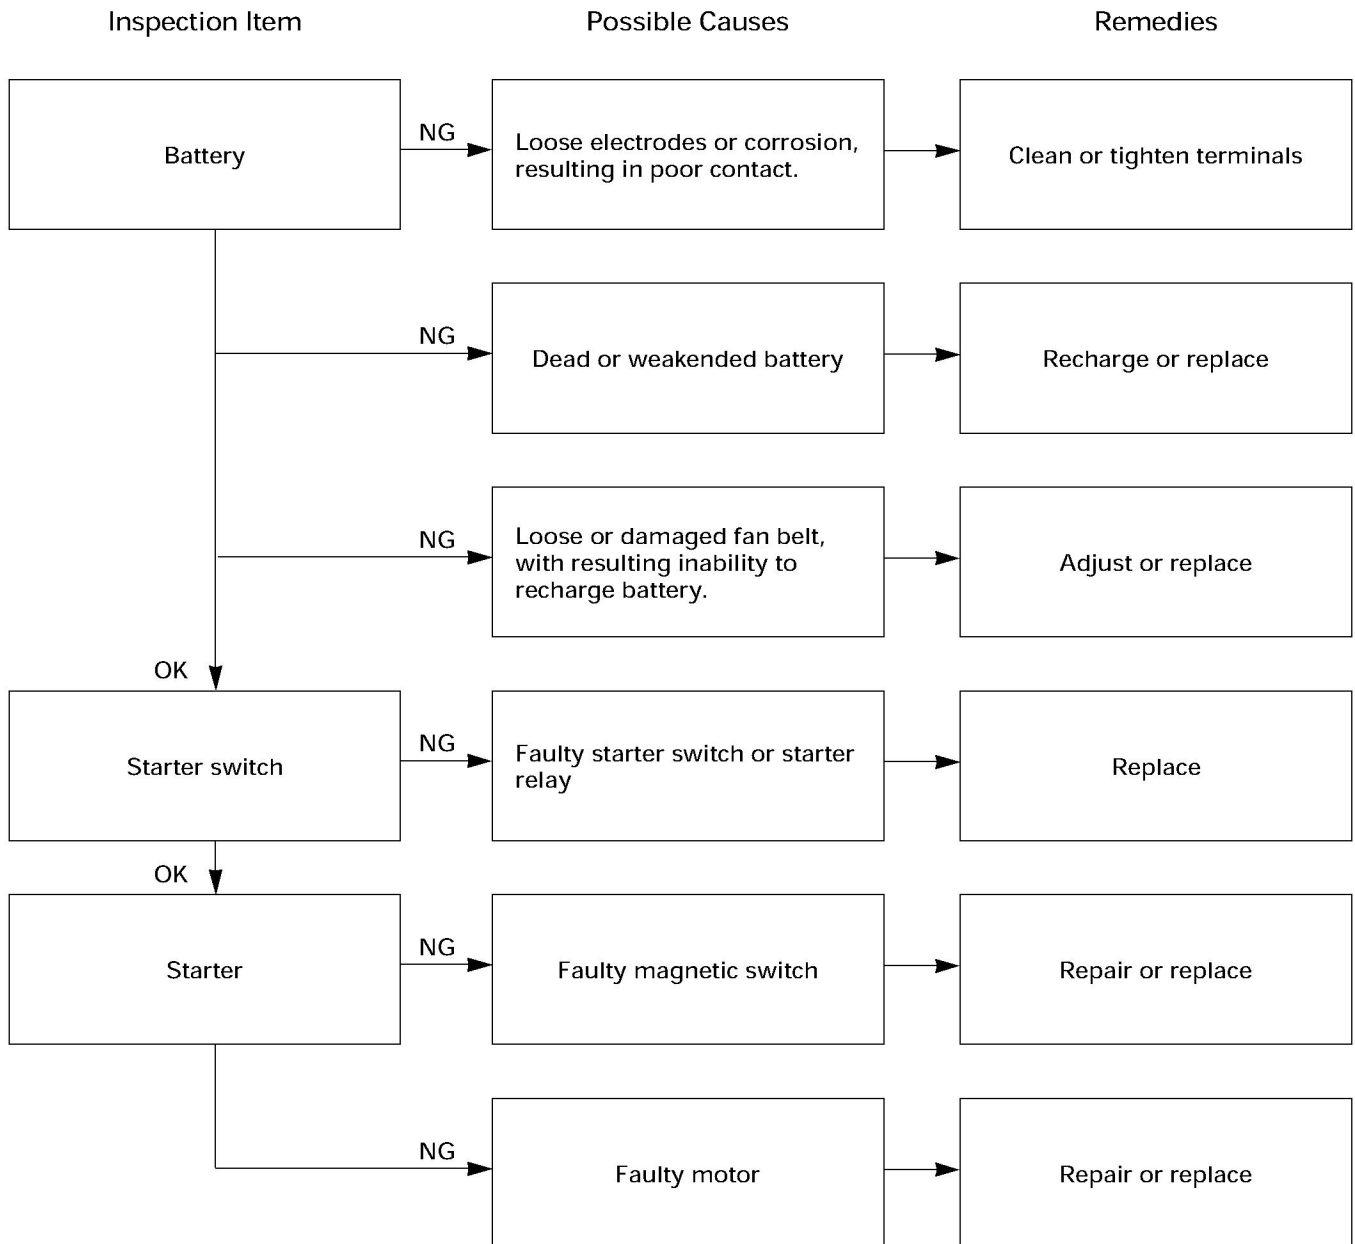 Inspection Item
Possible Causes
Remedies
Battery
NG
Loose electrodes or corrosion,
resulting in poor contact.
Clean or tighten terminals
NG
Dead or weakended battery
Recharge or replace
NG
Loose or damaged fan belt,
with resulting inability to
recharge battery.
Adjust or replace
OK
Starter switch
NG
Faulty starter switch or starter
relay
Replace
OK
Starter
NG
Faulty magnetic switch
Repair or replace
NG
Faulty motor
Repair or replace